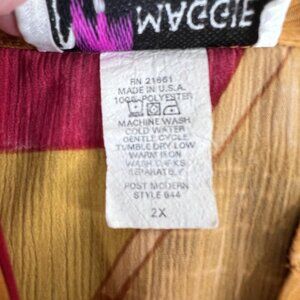 MAGGIE
RN 21661
MADE IN U.S.A.
100% POLYESTER
MACHINE WASH
COLD WATER
GENTLE CYCLE
TUMBLE DRY LOW
WARM IRON
WASH DARKS
SEPARATELY
POST MODERN
STYLE 644
2X